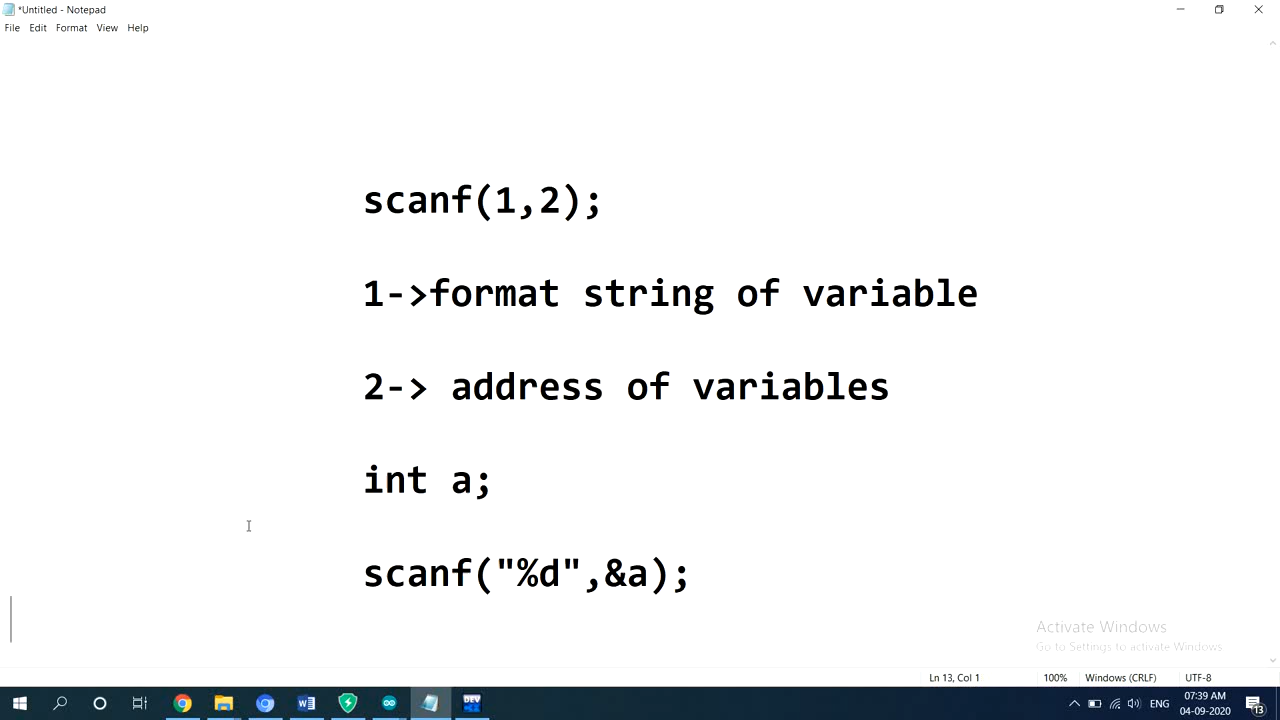 *Untitled - Notepad
File Edit Format View Help
scanf(1,2);
1->format string of variable
2-> address of variables
int a;
scanf("%d",&a);
Activate Windows
Go to Settings to activate Windows.
Ln 13, Col 1 100% Windows (CRLF) UTF-8
DEV
ENG
07:39 AM
04-09-2020
13